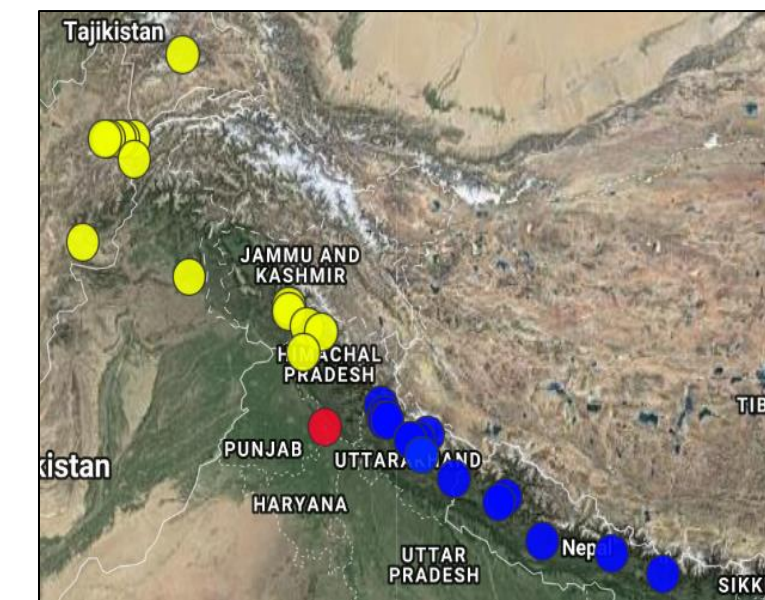 Tajikistan
JAMMU AND
KASHMIR
HIMACHAL
PRADESH
TIB
PUNJAB
UTTARAKHAND
kistan
HARYANA
Nepal
UTTAR
PRADESH
SIKK